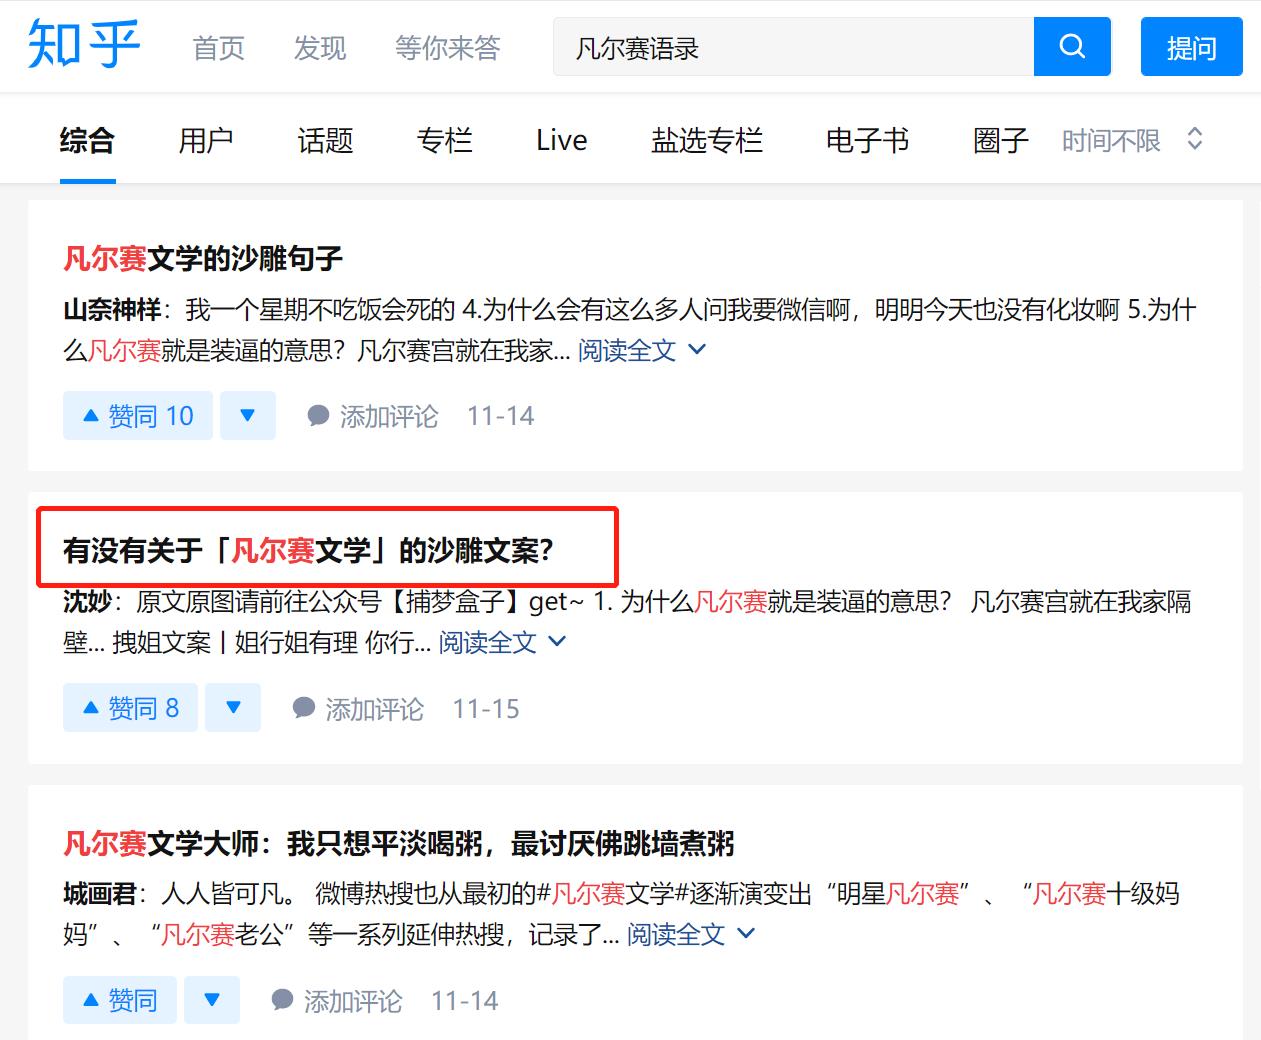 知乎 首页 发现 等你来答 凡尔赛语录 提问
综合 用户 话题 专栏 Live 盐选专栏 电子书 圈子 时间不限
凡尔赛文学的沙雕句子
山奈神样：我一个星期不吃饭会死的 4.为什么会有这么多人问我要微信啊，明明今天也没有化妆啊 5.为什
么凡尔赛就是装逼的意思？凡尔赛宫就在我家... 阅读全文
赞同 10 添加评论 11-14
有没有关于「凡尔赛文学」的沙雕文案？
沈妙：原文原图请前往公众号【捕梦盒子】get~ 1. 为什么凡尔赛就是装逼的意思？ 凡尔赛宫就在我家隔
壁... 拽姐文案丨姐行姐有理 你行... 阅读全文
赞同 8 添加评论 11-15
凡尔赛文学大师：我只想平淡喝粥，最讨厌佛跳墙煮粥
城画君：人人皆可凡。 微博热搜也从最初的#凡尔赛文学#逐渐演变出“明星凡尔赛”、“凡尔赛十级妈
妈”、“凡尔赛老公”等一系列延伸热搜，记录了... 阅读全文
赞同 添加评论 11-14